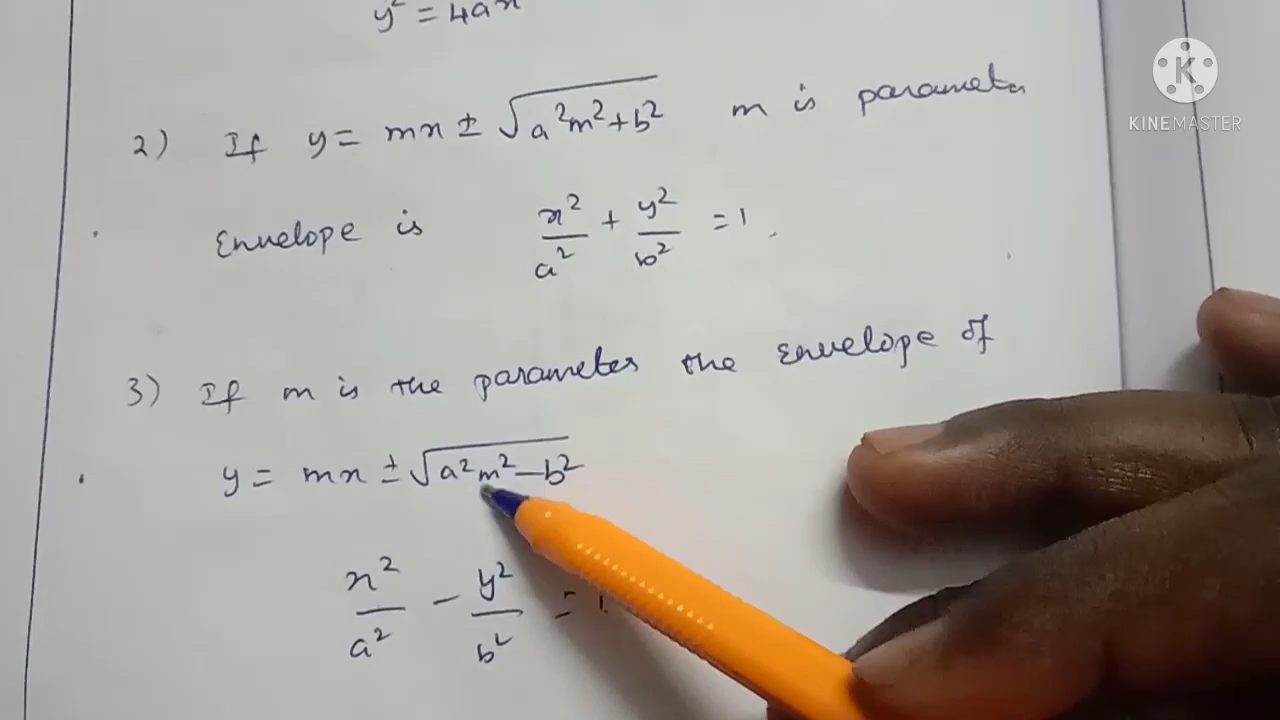 y² = 4ax
2) If y = mx ± √a²m²+b² m is parameter
Envelope is x²/a² + y²/b² = 1.
3) If m is the parameter the Envelope of
y = mx ± √a²m²-b²
x²/a² - y²/b² = 1.
K
KINEMASTER